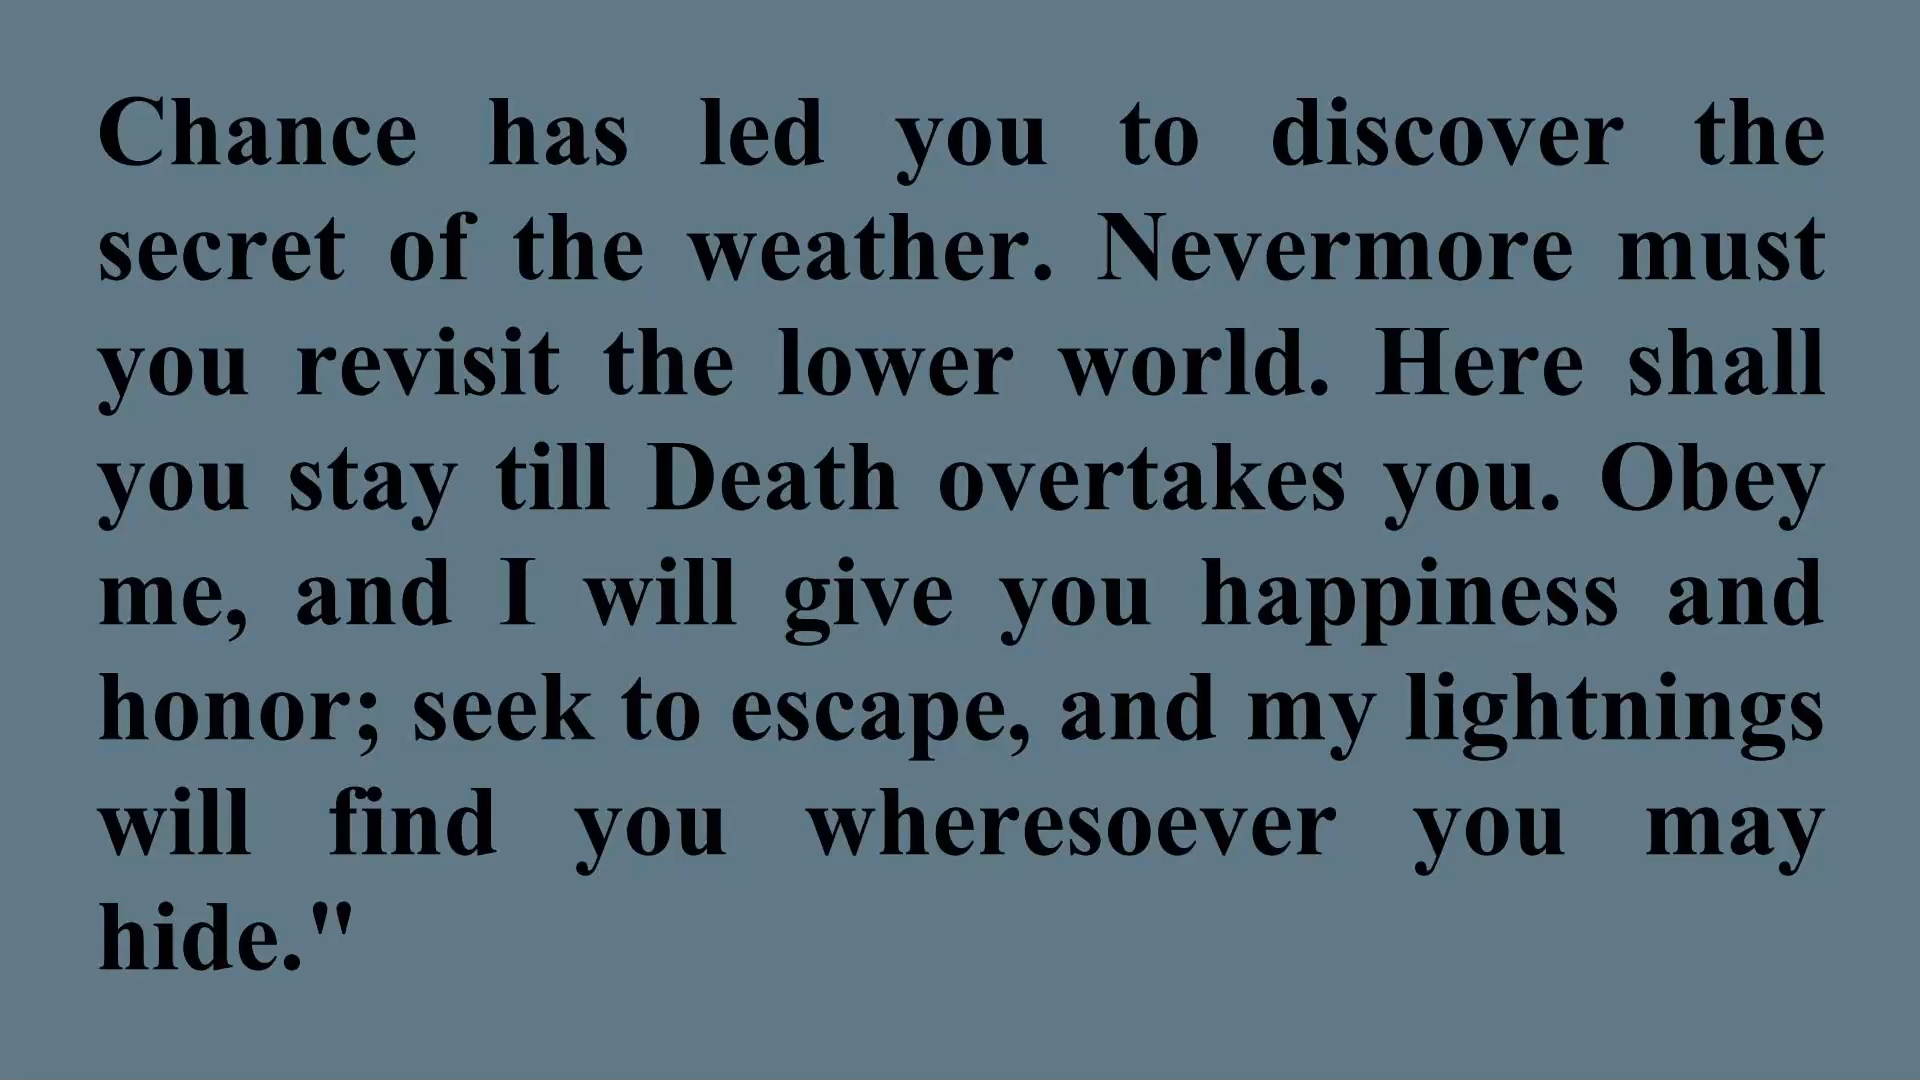 Chance has led you to discover the
secret of the weather. Nevermore must
you revisit the lower world. Here shall
you stay till Death overtakes you. Obey
me, and I will give you happiness and
honor; seek to escape, and my lightnings
will find you wheresoever you may
hide."